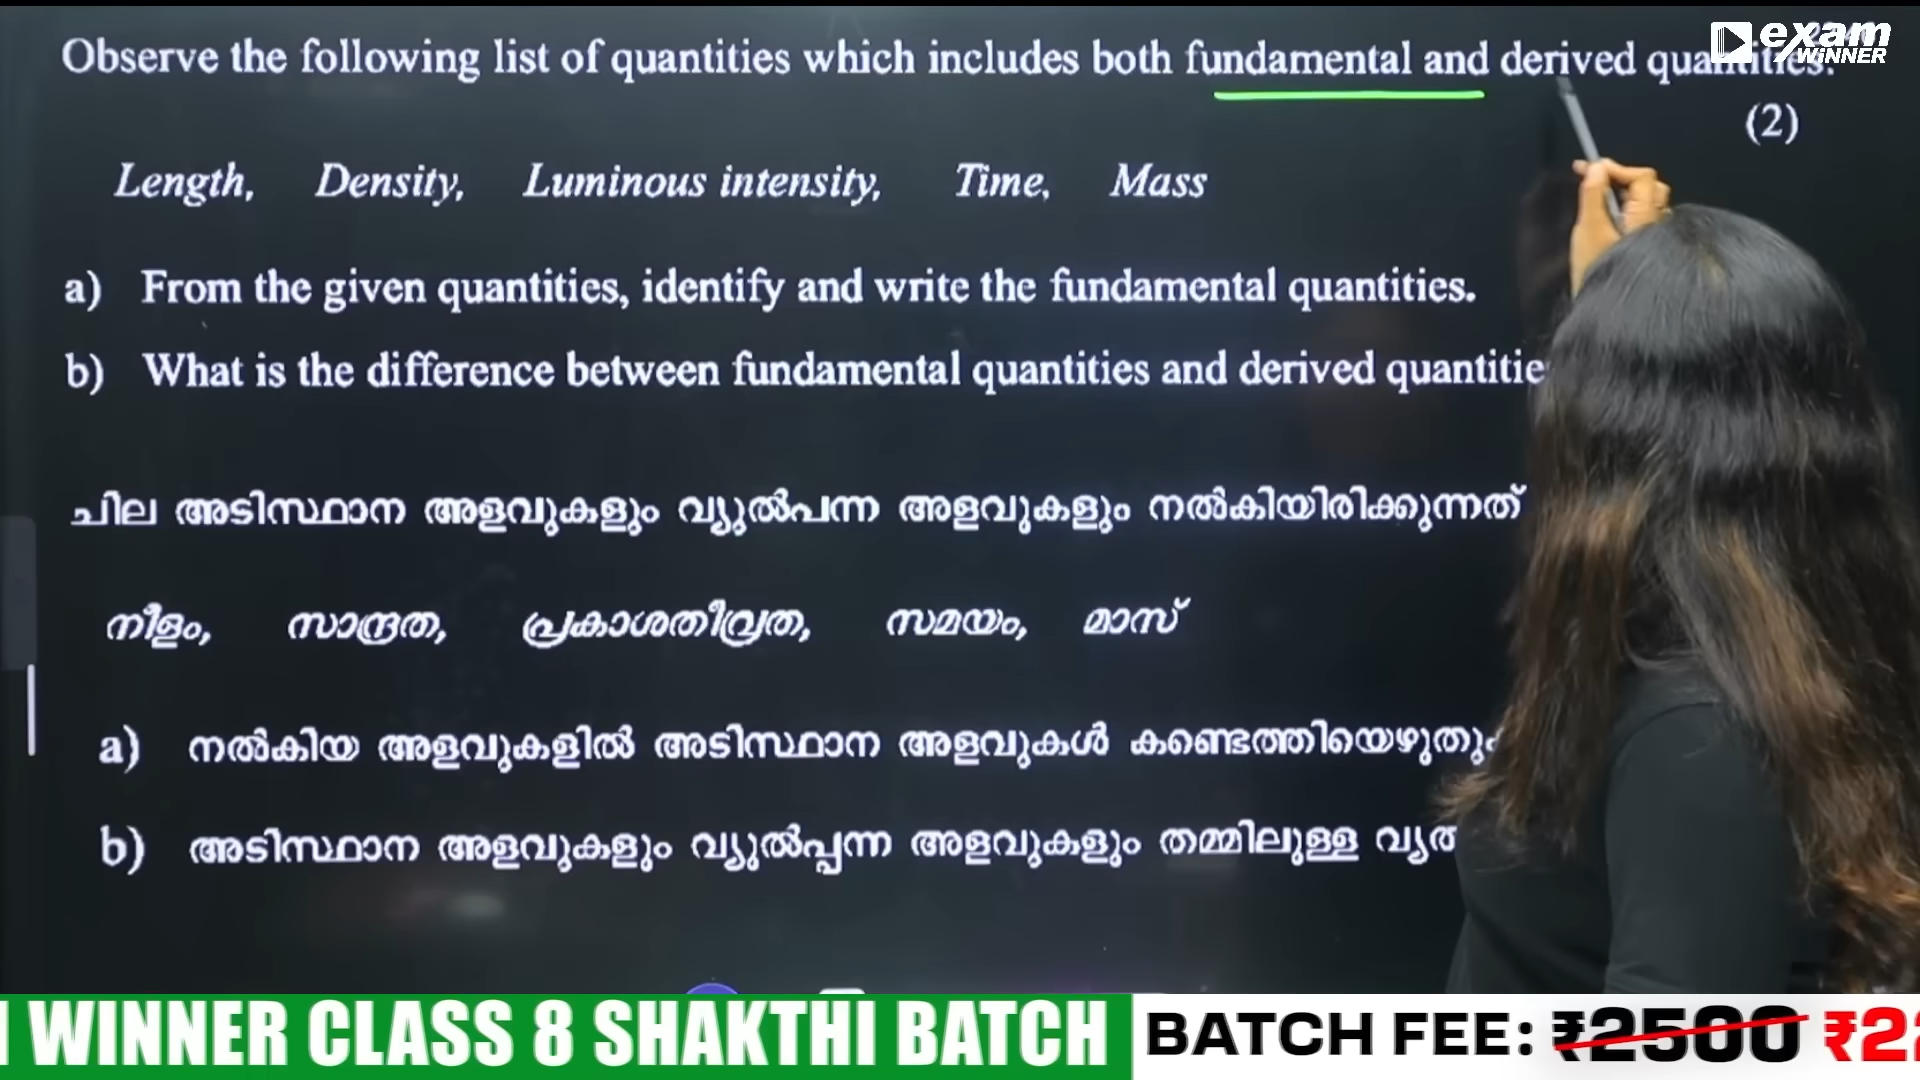 exam
WINNER
Observe the following list of quantities which includes both fundamental and derived quantities.
(2)
Length, Density, Luminous intensity, Time, Mass
a) From the given quantities, identify and write the fundamental quantities.
b) What is the difference between fundamental quantities and derived quantitie
ചില അടിസ്ഥാന അളവുകളും വ്യുൽപന്ന അളവുകളും നൽകിയിരിക്കുന്നത്
നീളം, സാന്ദ്രത, പ്രകാശതീവ്രത, സമയം, മാസ്
a) നൽകിയ അളവുകളിൽ അടിസ്ഥാന അളവുകൾ കണ്ടെത്തിയെഴുതുക
b) അടിസ്ഥാന അളവുകളും വ്യുൽപ്പന്ന അളവുകളും തമ്മിലുള്ള
WINNER CLASS 8 SHAKTHI BATCH BATCH FEE: ₹2500 ₹22